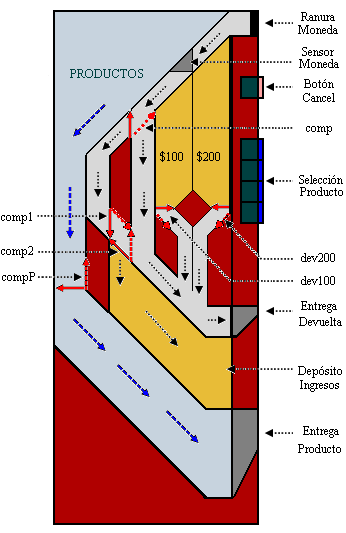 Ranura
Moneda
Sensor
Moneda
PRODUCTOS
Botón
Cancel
comp
$100
$200
Selección
Producto
comp1
comp2
compP
dev200
dev100
Entrega
Devuelta
Depósito
Ingresos
Entrega
Producto